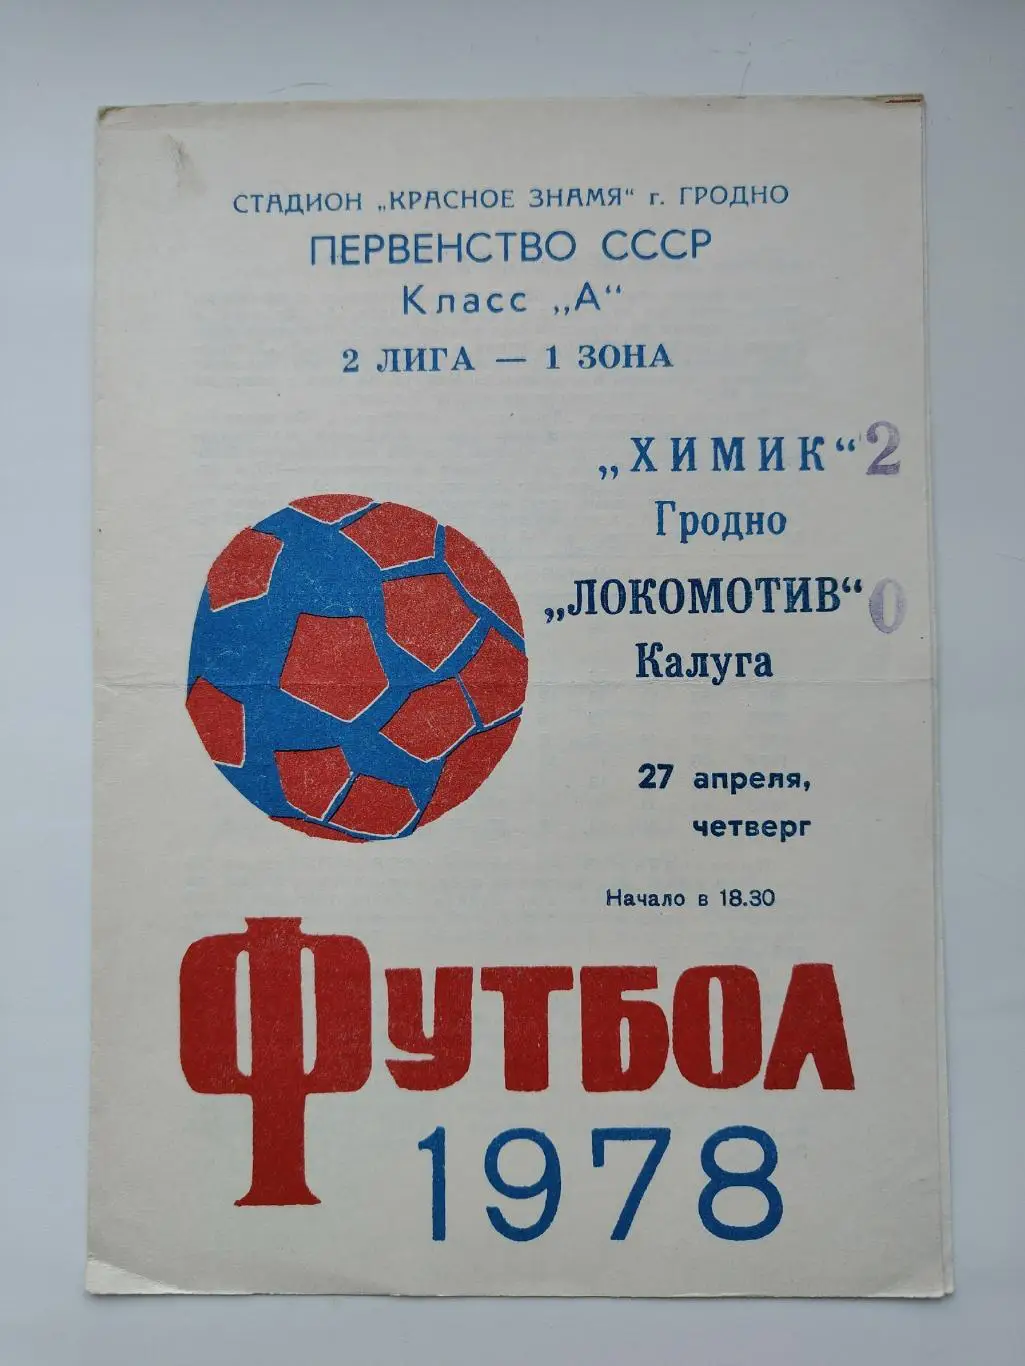 СТАДИОН „КРАСНОЕ ЗНАМЯ“ г. ГРОДНО
ПЕРВЕНСТВО СССР
Класс „А“
2 ЛИГА — 1 ЗОНА
„ХИМИК“ 2
Гродно
„ЛОКОМОТИВ“ 0
Калуга
27 апреля,
четверг
Начало в 18.30
ФУТБОЛ
1978